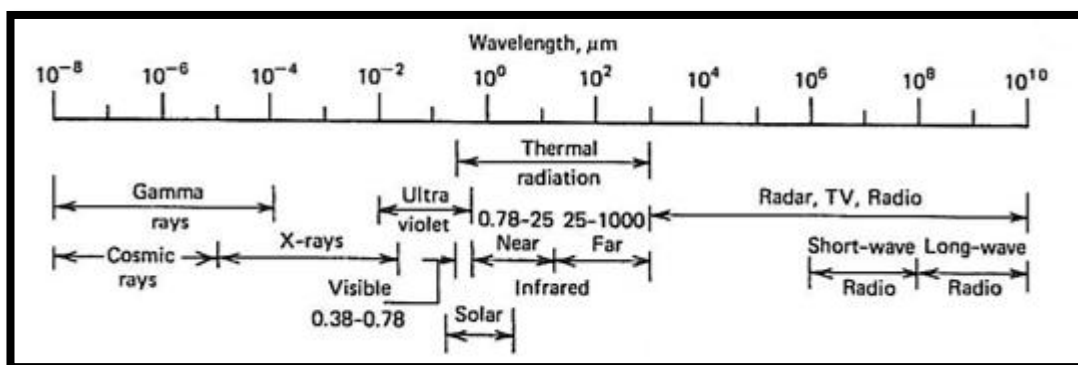 Wavelength, μm
10⁻⁸ 10⁻⁶ 10⁻⁴ 10⁻² 10⁰ 10² 10⁴ 10⁶ 10⁸ 10¹⁰
Thermal
radiation
Gamma
rays
Ultra
violet
0.78-25 25-1000
Radar, TV, Radio
Cosmic
rays
X-rays
Visible
0.38-0.78
Near Far
Infrared
Short-wave Long-wave
Radio Radio
Solar